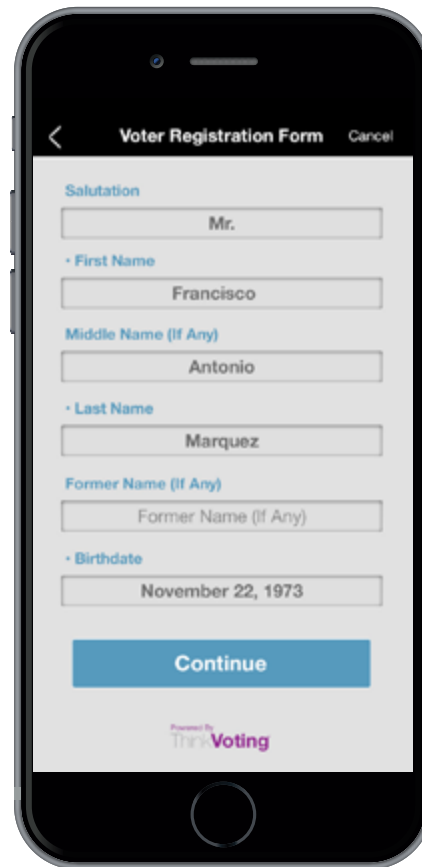 Voter Registration Form Cancel
Salutation
Mr.
• First Name
Francisco
Middle Name (If Any)
Antonio
• Last Name
Marquez
Former Name (If Any)
Former Name (If Any)
• Birthdate
November 22, 1973
Continue
Powered By
ThinkVoting